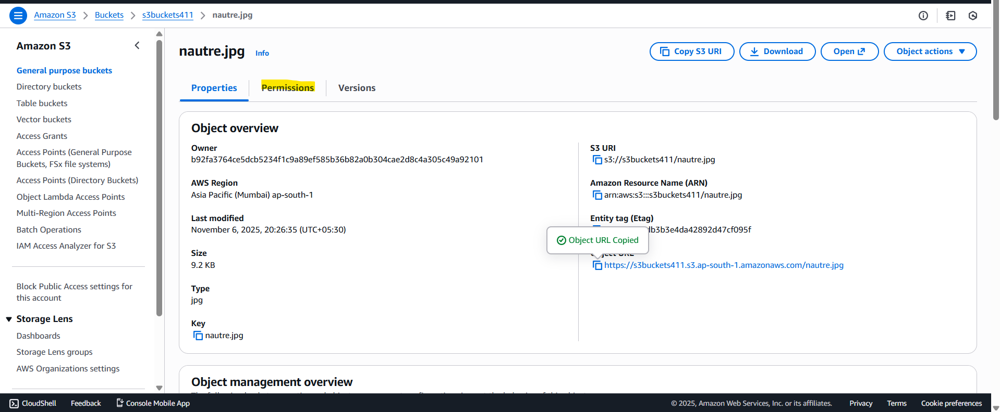 Amazon S3 > Buckets > s3buckets411 > nautre.jpg
Amazon S3
General purpose buckets
Directory buckets
Table buckets
Vector buckets
Access Grants
Access Points (General Purpose
Buckets, FSx file systems)
Access Points (Directory Buckets)
Object Lambda Access Points
Multi-Region Access Points
Batch Operations
IAM Access Analyzer for S3
Block Public Access settings for
this account
Storage Lens
Dashboards
Storage Lens groups
AWS Organizations settings
nautre.jpg Info
Copy S3 URI Download Open Object actions
Properties Permissions Versions
Object overview
Owner
b92fa3764ce5dcb5234f1c9a89ef585b36b82a0b304cae2d8c4a305c49a92101
AWS Region
Asia Pacific (Mumbai) ap-south-1
Last modified
November 6, 2025, 20:26:35 (UTC+05:30)
Size
9.2 KB
Type
jpg
Key
nautre.jpg
S3 URI
s3://s3buckets411/nautre.jpg
Amazon Resource Name (ARN)
arn:aws:s3:::s3buckets411/nautre.jpg
Entity tag (Etag)
db3b3e4da42892d47cf095f
Object URL Copied
Object URL
https://s3buckets411.s3.ap-south-1.amazonaws.com/nautre.jpg
Object management overview
CloudShell Feedback Console Mobile App
© 2025, Amazon Web Services, Inc. or its affiliates. Privacy Terms Cookie preferences